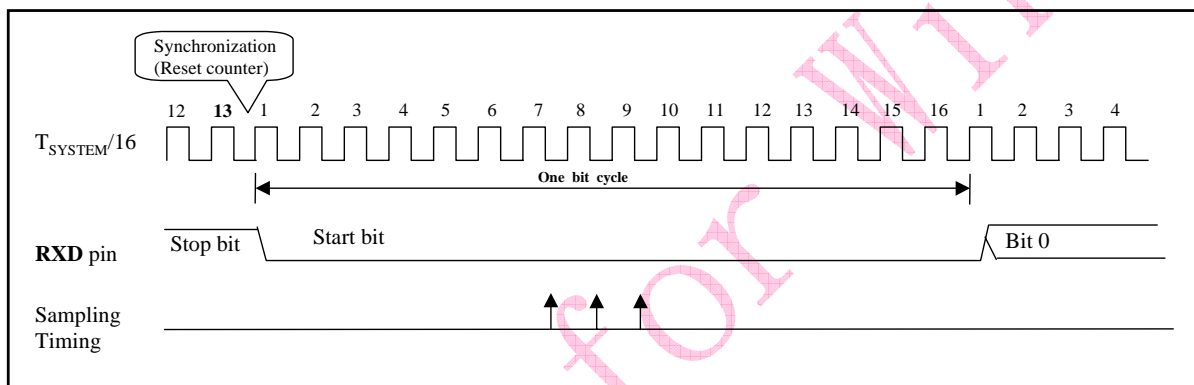 Synchronization
(Reset counter)
12 13 1 2 3 4 5 6 7 8 9 10 11 12 13 14 15 16 1 2 3 4
TSYSTEM/16
One bit cycle
RXD pin
Stop bit
Start bit
Bit 0
Sampling
Timing
for Wi